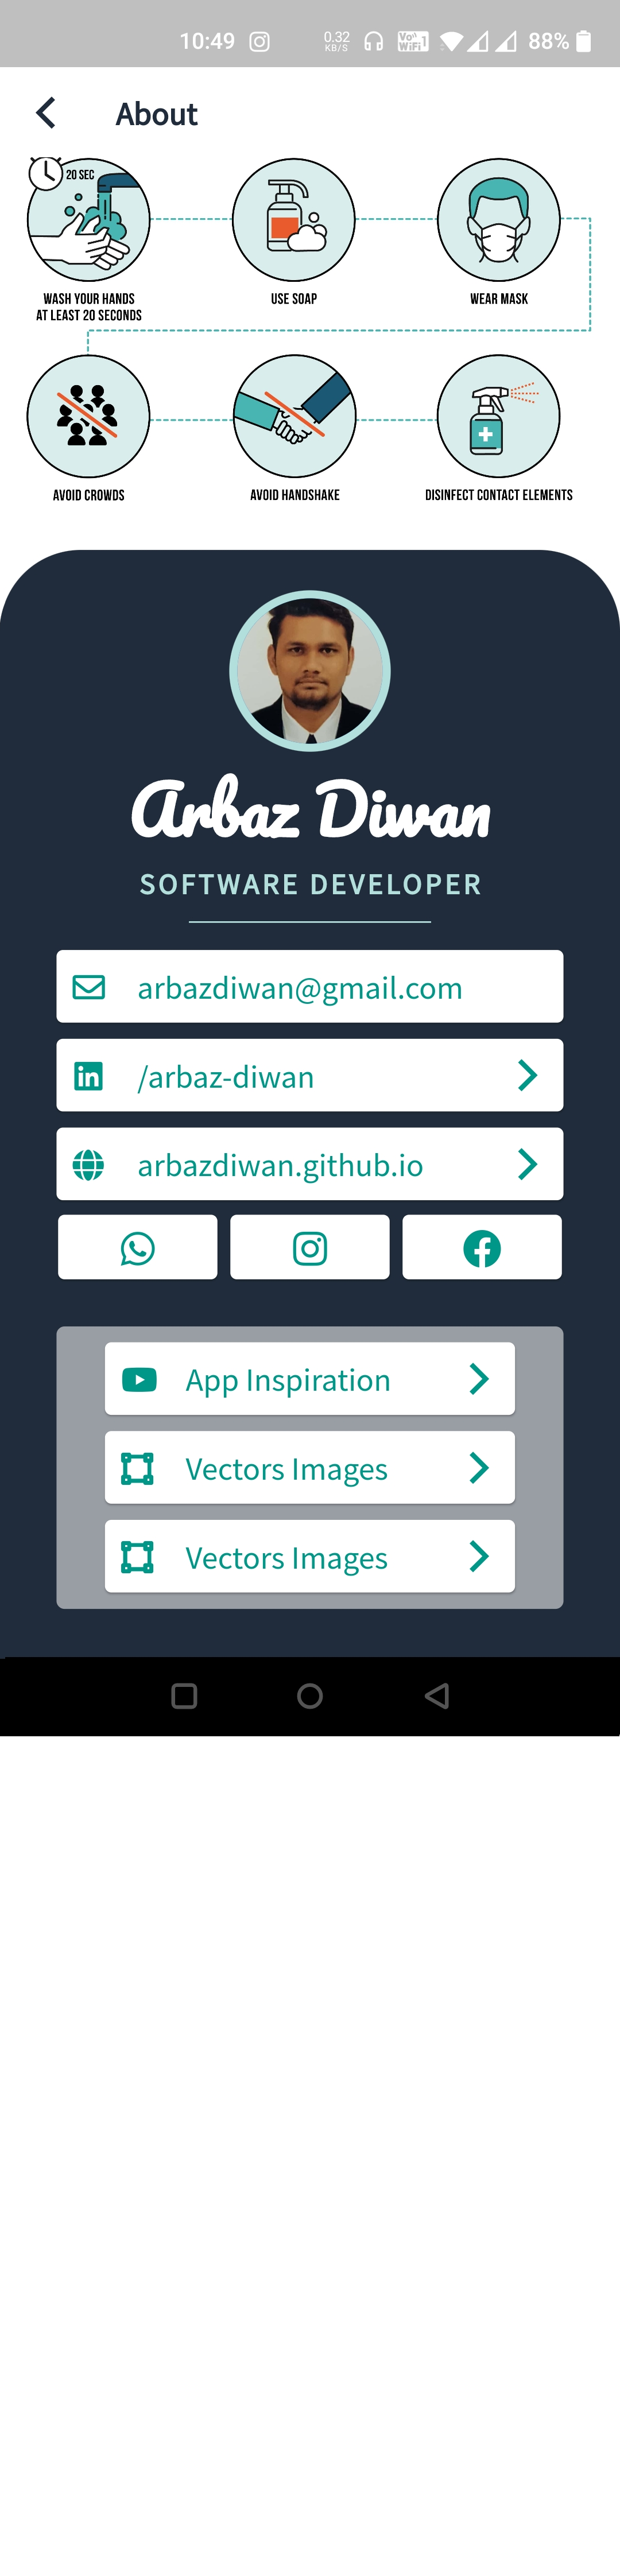 10:49 0.32 KB/S Vo WiFi 1 88%
About
20 SEC
WASH YOUR HANDS
AT LEAST 20 SECONDS
USE SOAP
WEAR MASK
AVOID CROWDS
AVOID HANDSHAKE
DISINFECT CONTACT ELEMENTS
Arbaz Diwan
SOFTWARE DEVELOPER
arbazdiwan@gmail.com
in /arbaz-diwan
arbazdiwan.github.io
App Inspiration
Vectors Images
Vectors Images